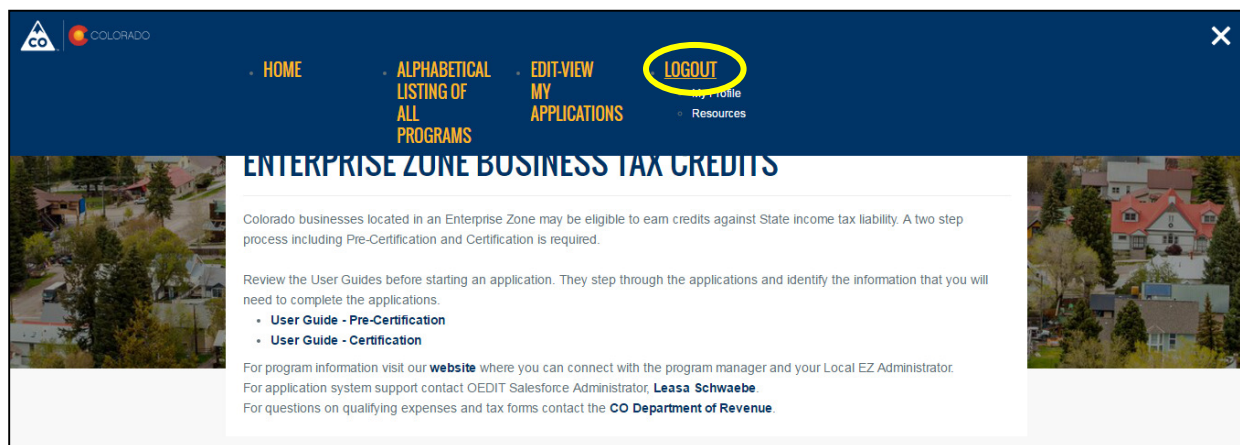 CO
COLORADO
HOME
ALPHABETICAL
LISTING OF
ALL
PROGRAMS
EDIT-VIEW
MY
APPLICATIONS
LOGOUT
My Profile
Resources
ENTERPRISE ZONE BUSINESS TAX CREDITS
Colorado businesses located in an Enterprise Zone may be eligible to earn credits against State income tax liability. A two step
process including Pre-Certification and Certification is required.
Review the User Guides before starting an application. They step through the applications and identify the information that you will
need to complete the applications.
• User Guide - Pre-Certification
• User Guide - Certification
For program information visit our website where you can connect with the program manager and your Local EZ Administrator.
For application system support contact OEDIT Salesforce Administrator, Leasa Schwaebe.
For questions on qualifying expenses and tax forms contact the CO Department of Revenue.